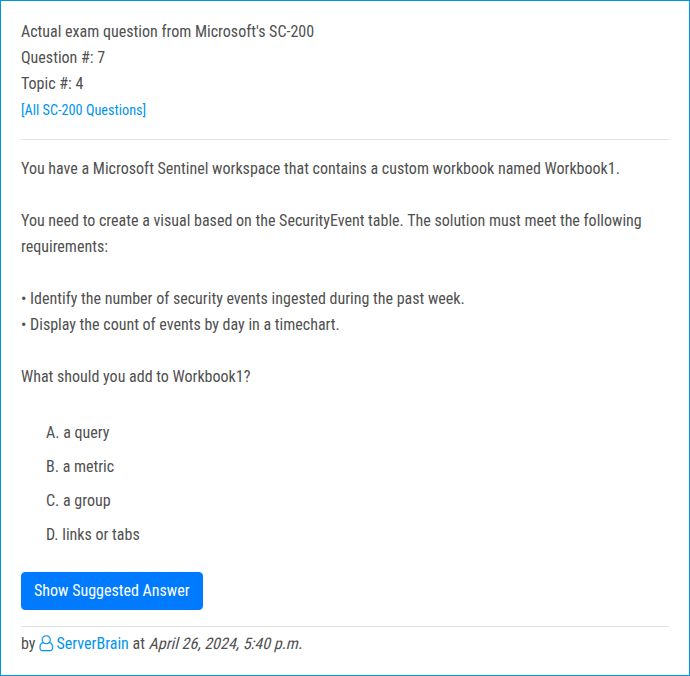 Actual exam question from Microsoft's SC-200
Question #: 7
Topic #: 4
[All SC-200 Questions]
You have a Microsoft Sentinel workspace that contains a custom workbook named Workbook1.
You need to create a visual based on the SecurityEvent table. The solution must meet the following
requirements:
• Identify the number of security events ingested during the past week.
• Display the count of events by day in a timechart.
What should you add to Workbook1?
A. a query
B. a metric
C. a group
D. links or tabs
Show Suggested Answer
by ServerBrain at April 26, 2024, 5:40 p.m.